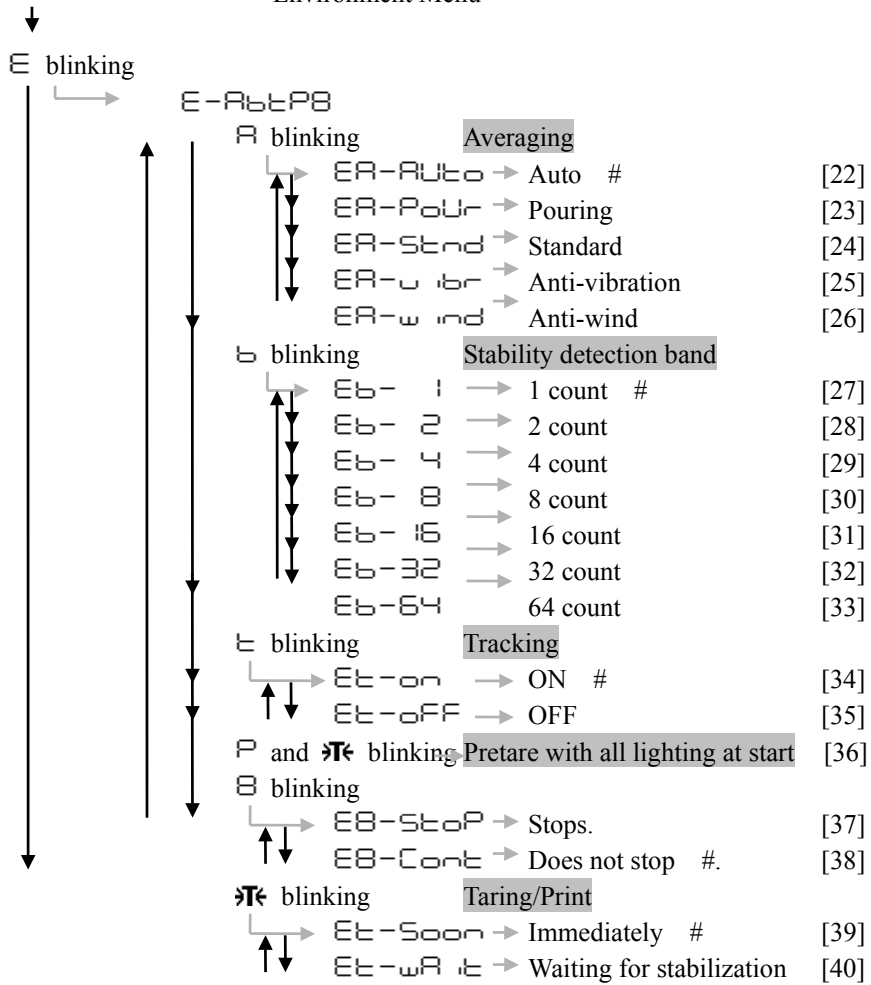 Environment Menu
E blinking
E-AbtP8
A blinking Averaging
EA-AUto Auto # [22]
EA-PoUr Pouring [23]
EA-Stnd Standard [24]
EA-vibr Anti-vibration [25]
EA-wind Anti-wind [26]
b blinking Stability detection band
Eb- 1 1 count # [27]
Eb- 2 2 count [28]
Eb- 4 4 count [29]
Eb- 8 8 count [30]
Eb- 16 16 count [31]
Eb-32 32 count [32]
Eb-64 64 count [33]
t blinking Tracking
Et-on ON # [34]
Et-oFF OFF [35]
P and T blinking Pretare with all lighting at start [36]
8 blinking
E8-StoP Stops. [37]
E8-Cont Does not stop #. [38]
T blinking Taring/Print
Et-Soon Immediately # [39]
Et-wAit Waiting for stabilization [40]